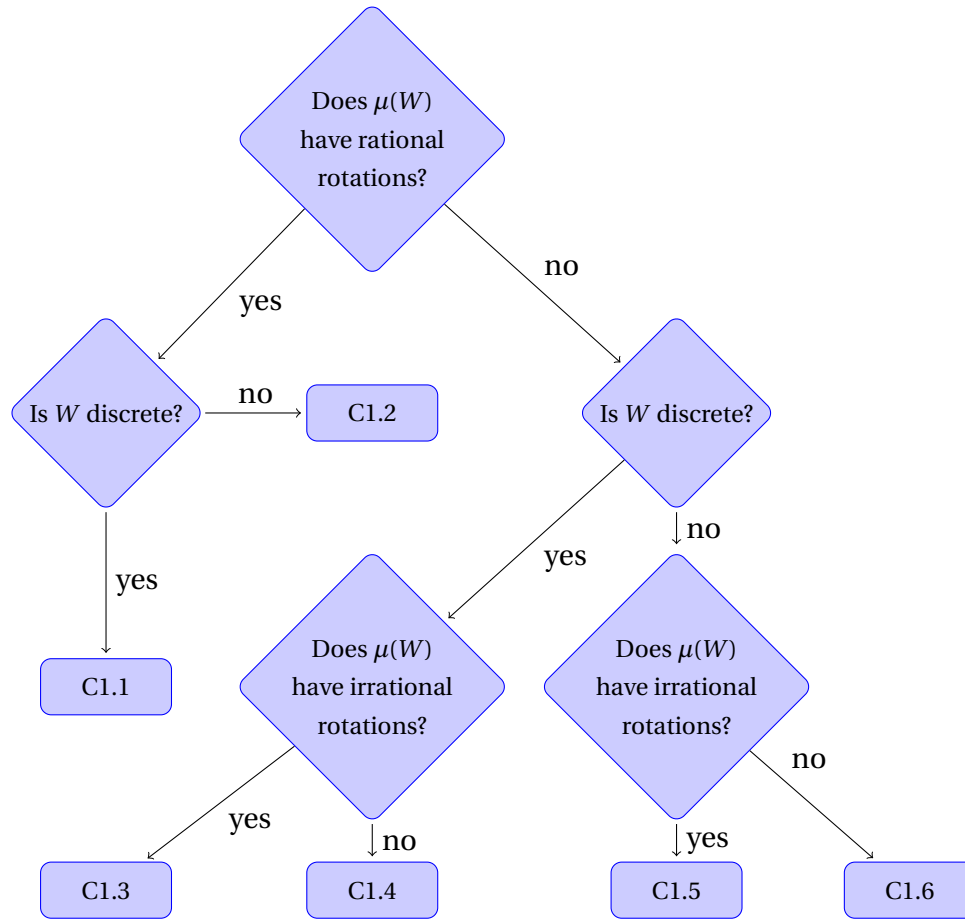 Does μ(W)
have rational
rotations?
no
yes
Is W discrete?
no
C1.2
Is W discrete?
no
yes
yes
Does μ(W)
have irrational
rotations?
Does μ(W)
have irrational
rotations?
C1.1
no
yes
no
yes
C1.3
C1.4
C1.5
C1.6